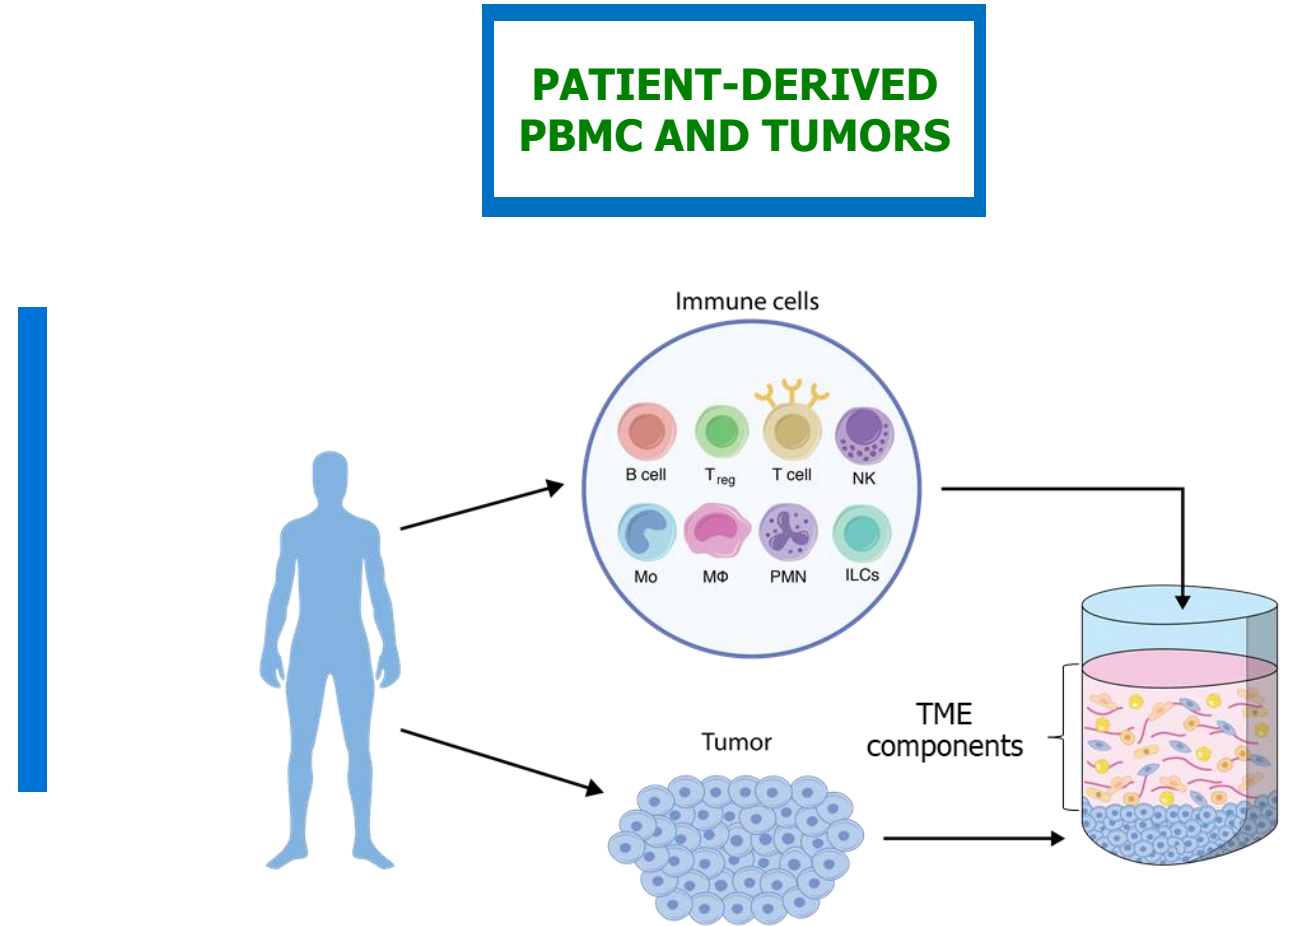 PATIENT-DERIVED
PBMC AND TUMORS
Immune cells
B cell
Treg
T cell
NK
Mo
MΦ
PMN
ILCs
TME
components
Tumor